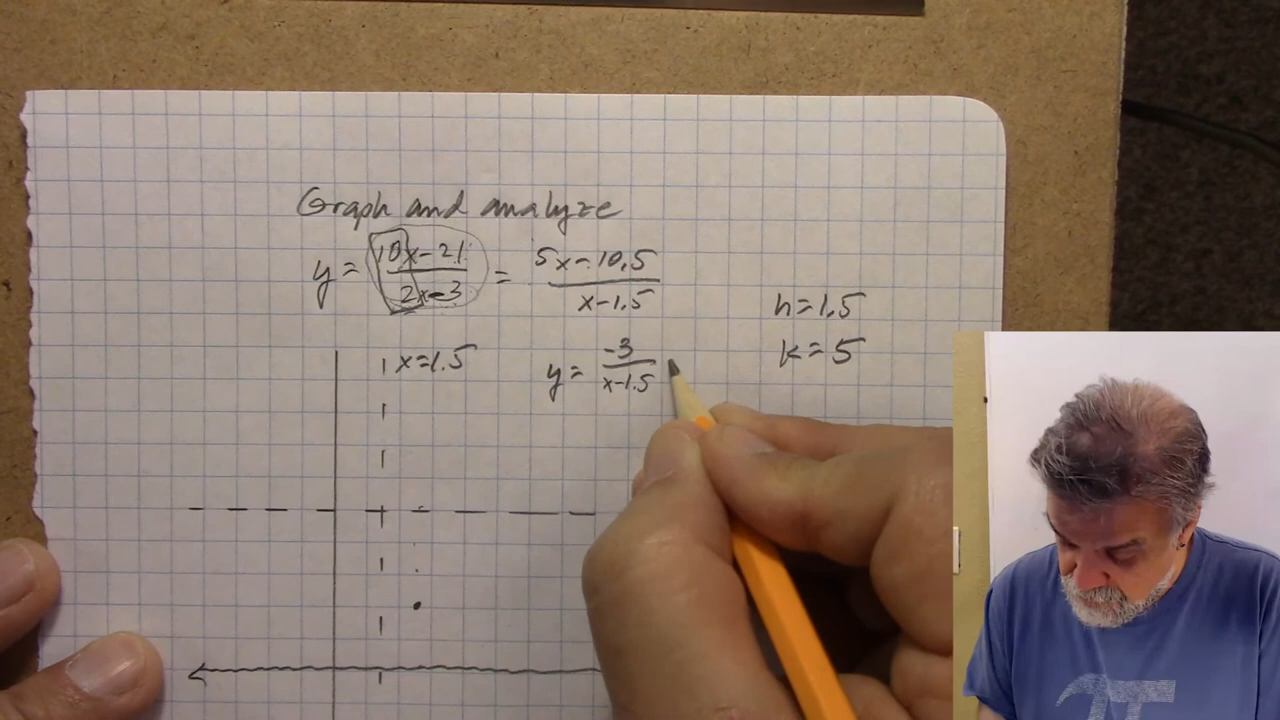 Graph and analyze
y = 10x-21/2x-3 = 5x-10.5/x-1.5
h=1.5
x=1.5
y = -3/x-1.5
k=5
π